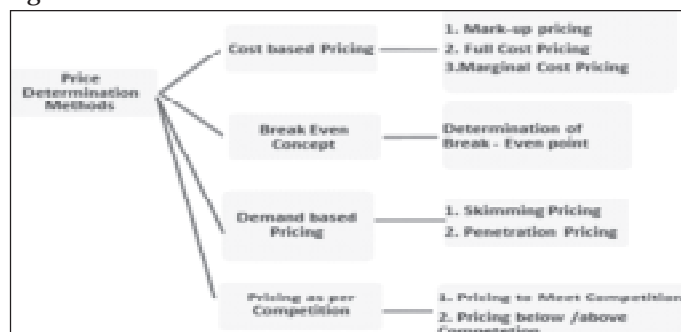 Price
Determination
Methods
Cost based Pricing
1. Mark-up pricing
2. Full Cost Pricing
3.Marginal Cost Pricing
Break Even
Concept
Determination of
Break - Even point
Demand based
Pricing
1. Skimming Pricing
2. Penetration Pricing
Pricing as per
Competition
1. Pricing to Meet Competition
2. Pricing below /above
Competetion